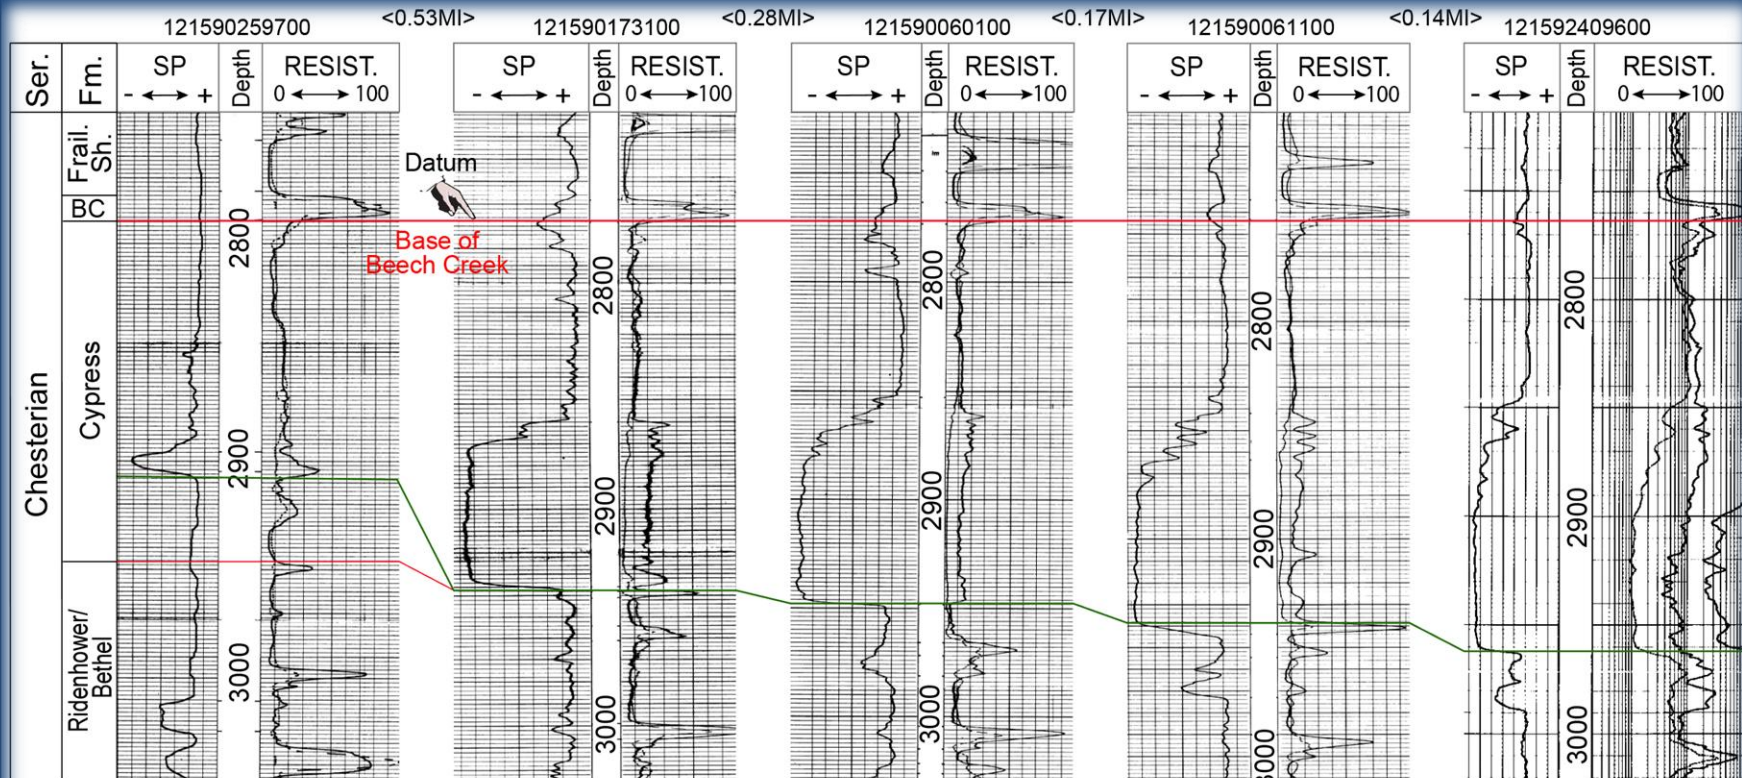 121590259700 <0.53MI> 121590173100 <0.28MI> 121590060100 <0.17MI> 121590061100 <0.14MI> 121592409600
Ser. Fm. SP Depth RESIST. SP Depth RESIST. SP Depth RESIST. SP Depth RESIST. SP Depth RESIST.
- + 0 100 - + 0 100 - + 0 100 - + 0 100 - + 0 100
Frail.
Sh.
Datum
BC
Base of
Beech Creek
2800 2800 2800 2800 2800
Chesterian
Cypress
2900 2900 2900 2900 2900
Ridenhower/
Bethel
3000 3000 3000 3000